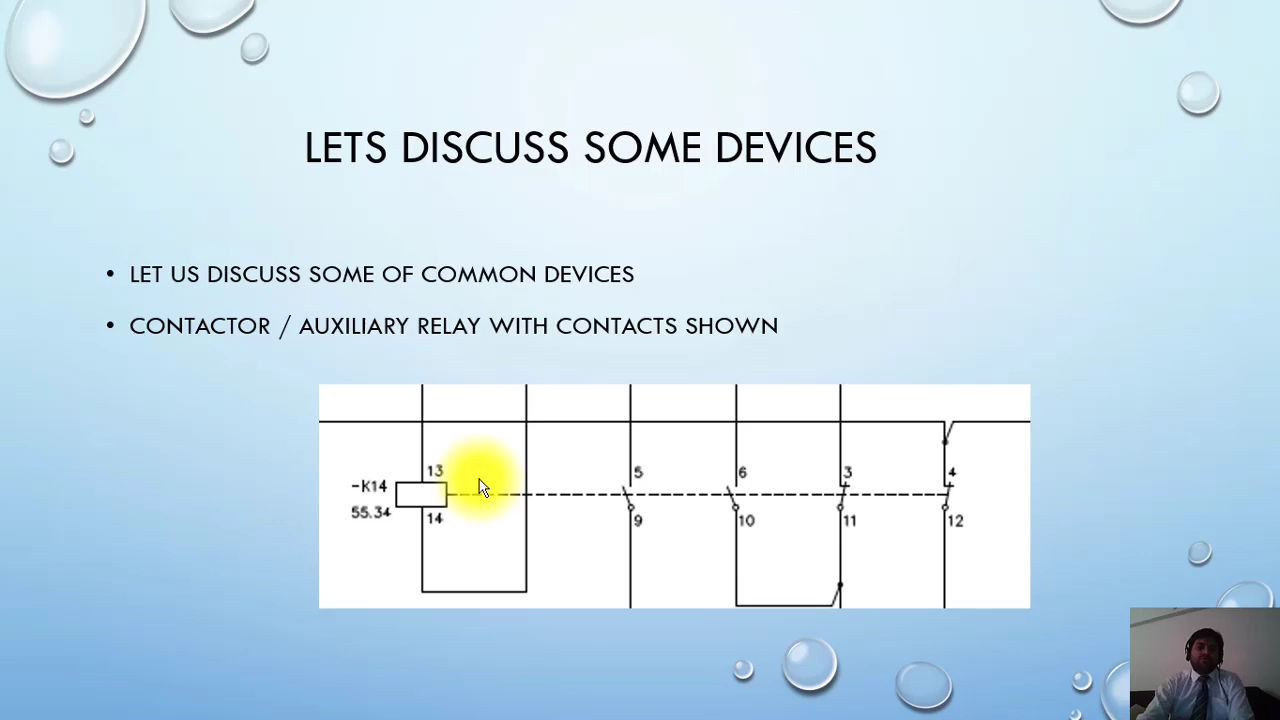 LETS DISCUSS SOME DEVICES
• LET US DISCUSS SOME OF COMMON DEVICES
• CONTACTOR / AUXILIARY RELAY WITH CONTACTS SHOWN
13 5 6 3 4
-K14
55.34
14 9 10 11 12